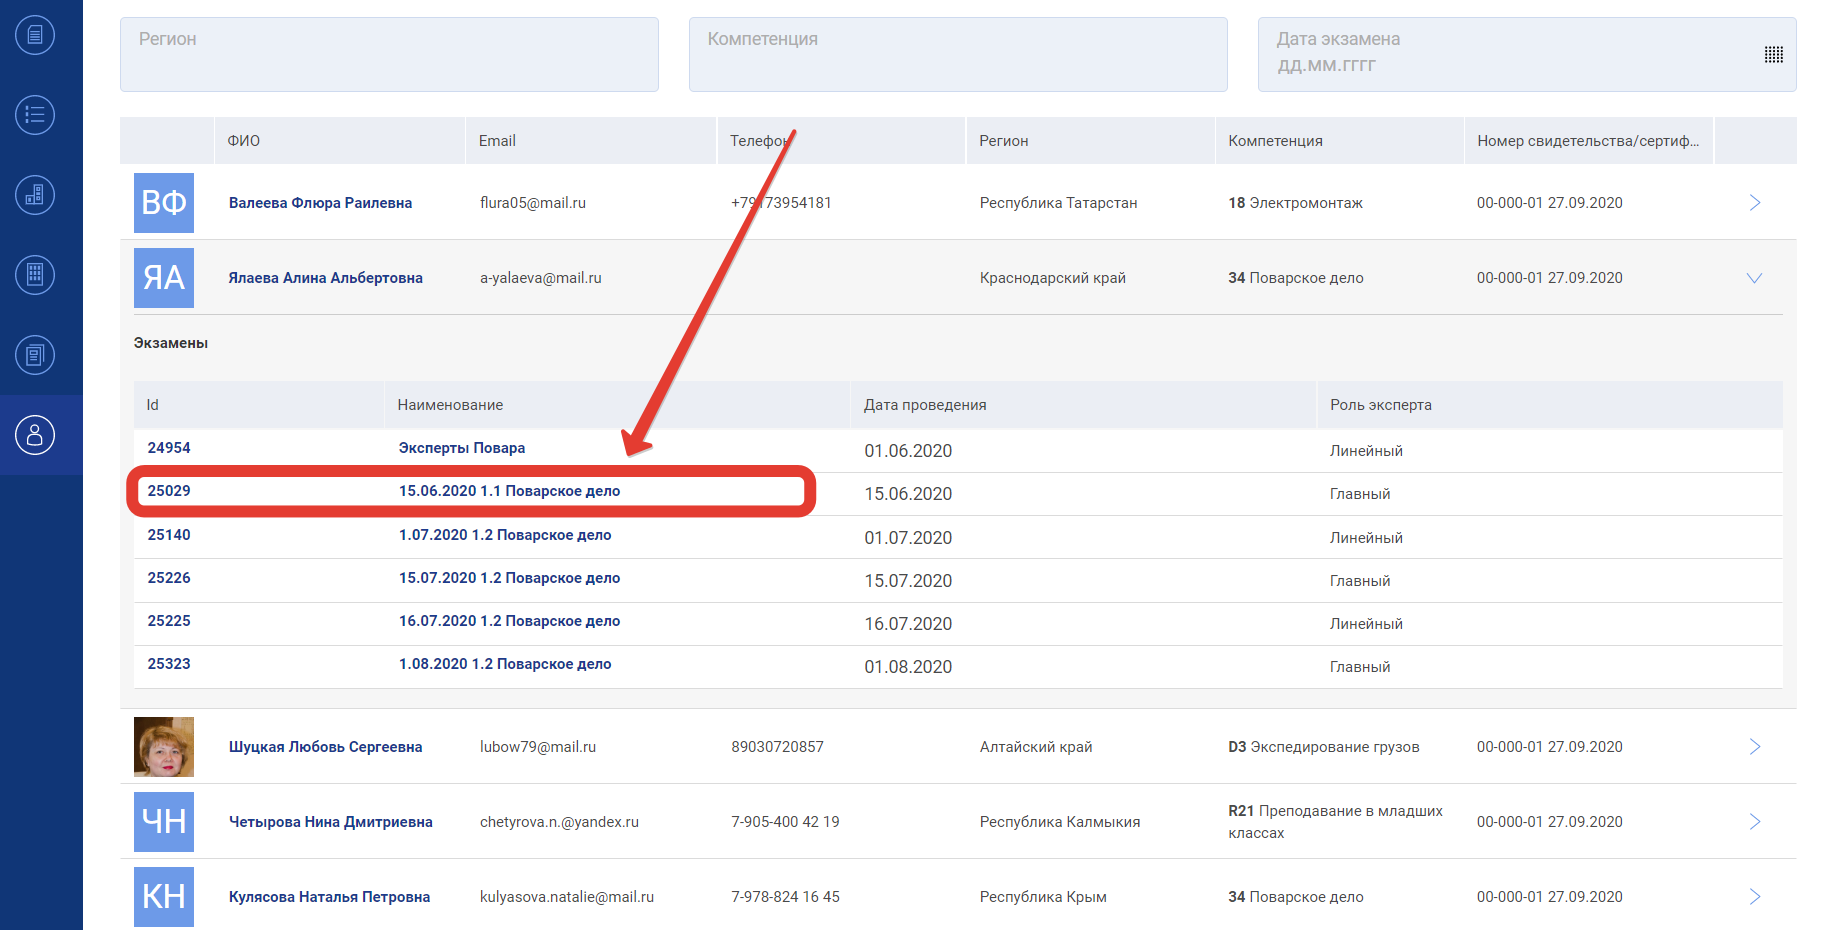 Регион
Компетенция
Дата экзамена
дд.мм.гггг
ФИО Email Телефон Регион Компетенция Номер свидетельства/сертиф...
ВФ Валеева Флюра Раилевна flura05@mail.ru +79173954181 Республика Татарстан 18 Электромонтаж 00-000-01 27.09.2020
ЯА Ялаева Алина Альбертовна a-yalaeva@mail.ru Краснодарский край 34 Поварское дело 00-000-01 27.09.2020
Экзамены
Id Наименование Дата проведения Роль эксперта
24954 Эксперты Повара 01.06.2020 Линейный
25029 15.06.2020 1.1 Поварское дело 15.06.2020 Главный
25140 1.07.2020 1.2 Поварское дело 01.07.2020 Линейный
25226 15.07.2020 1.2 Поварское дело 15.07.2020 Главный
25225 16.07.2020 1.2 Поварское дело 16.07.2020 Линейный
25323 1.08.2020 1.2 Поварское дело 01.08.2020 Главный
Шуцкая Любовь Сергеевна lubow79@mail.ru 89030720857 Алтайский край D3 Экспедирование грузов 00-000-01 27.09.2020
ЧН Четырова Нина Дмитриевна chetyrova.n.@yandex.ru 7-905-400 42 19 Республика Калмыкия R21 Преподавание в младших 00-000-01 27.09.2020
классах
КН Кулясова Наталья Петровна kulyasova.natalie@mail.ru 7-978-824 16 45 Республика Крым 34 Поварское дело 00-000-01 27.09.2020